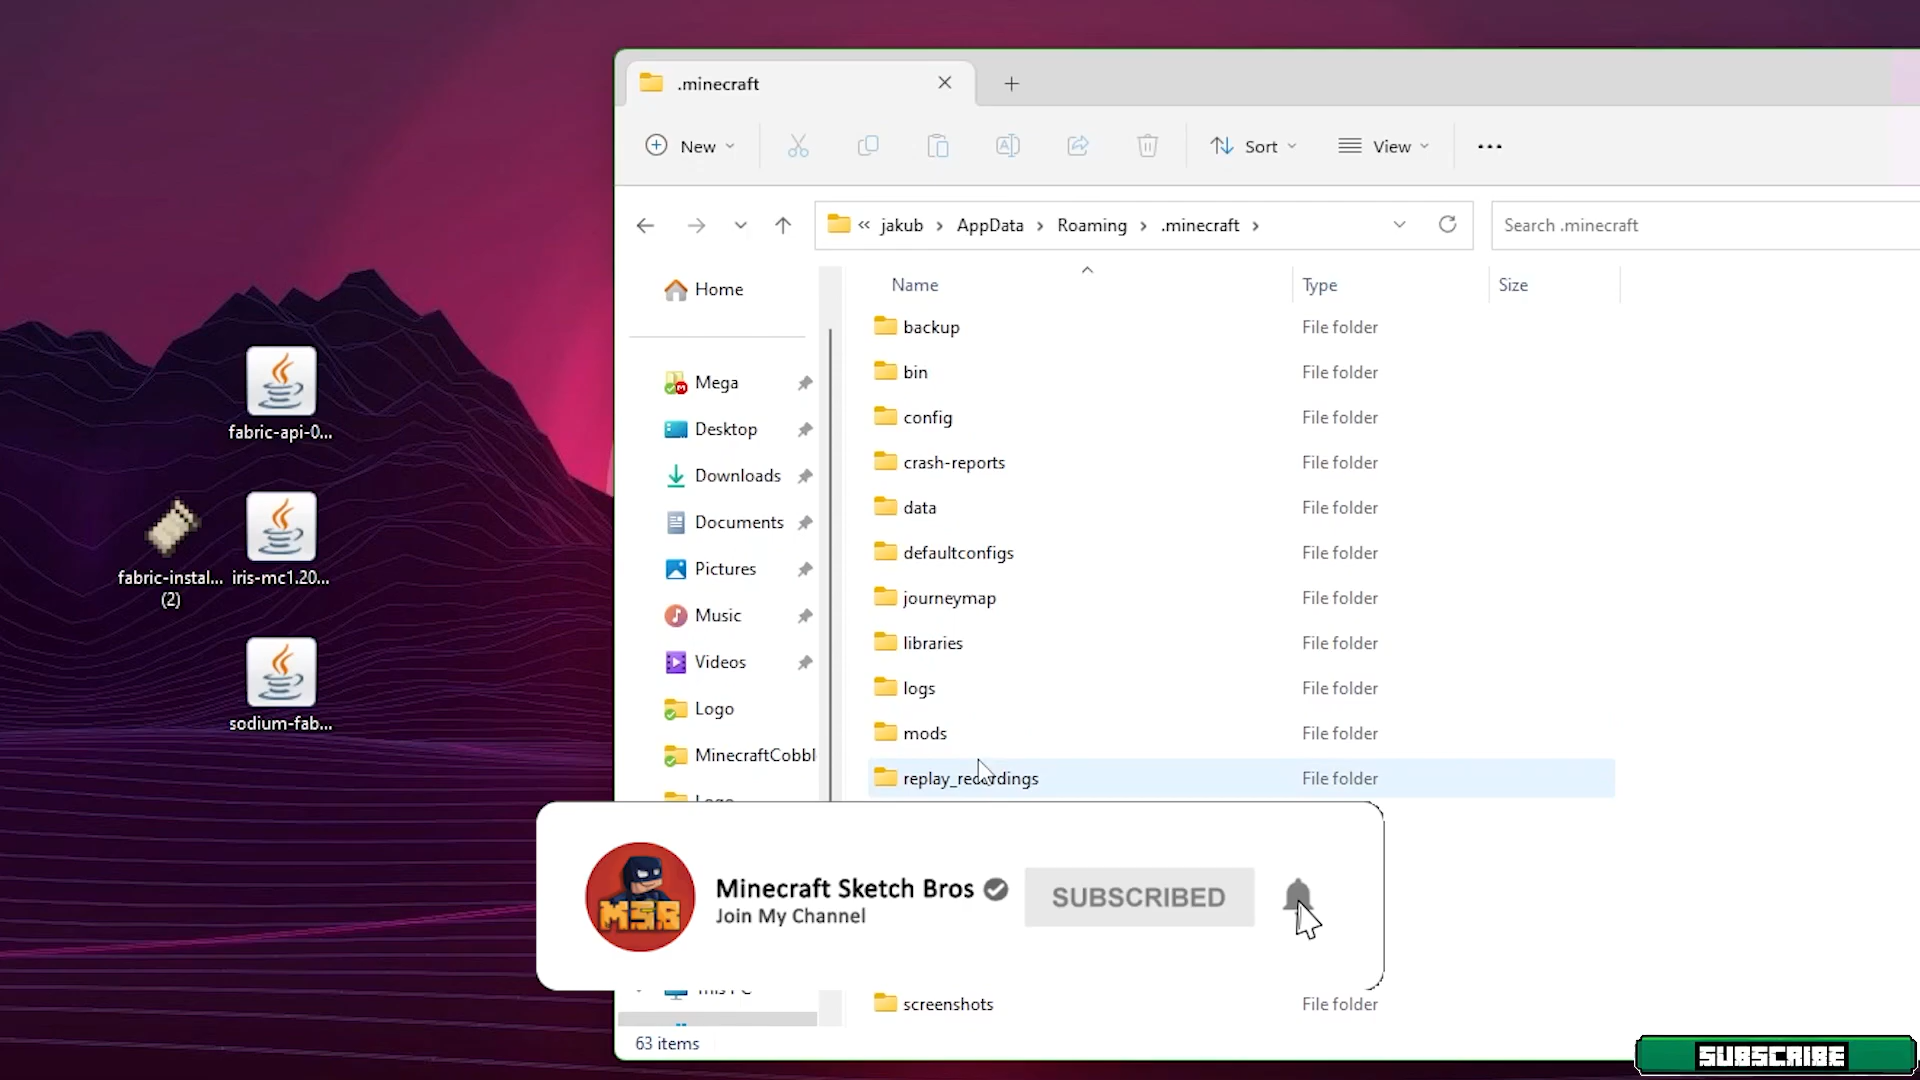 .minecraft
New
Sort
View
jakub
AppData
Roaming
.minecraft
Search .minecraft
Name
Type
Size
Home
Mega
Desktop
Downloads
Documents
Pictures
Music
Videos
Logo
MinecraftCobbl
backup File folder
bin File folder
config File folder
crash-reports File folder
data File folder
defaultconfigs File folder
journeymap File folder
libraries File folder
logs File folder
mods File folder
replay_recordings File folder
screenshots File folder
63 items
fabric-api-0...
fabric-instal...
(2)
iris-mc1.20...
sodium-fab...
MSB
Minecraft Sketch Bros
Join My Channel
SUBSCRIBED
SUBSCRIBE